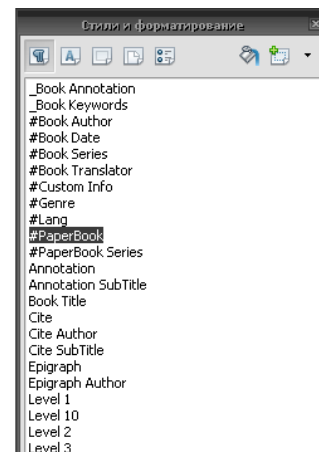 Стили и форматирование
_Book Annotation
_Book Keywords
#Book Author
#Book Date
#Book Series
#Book Translator
#Custom Info
#Genre
#Lang
#PaperBook
#PaperBook Series
Annotation
Annotation SubTitle
Book Title
Cite
Cite Author
Cite SubTitle
Epigraph
Epigraph Author
Level 1
Level 10
Level 2
Level 3